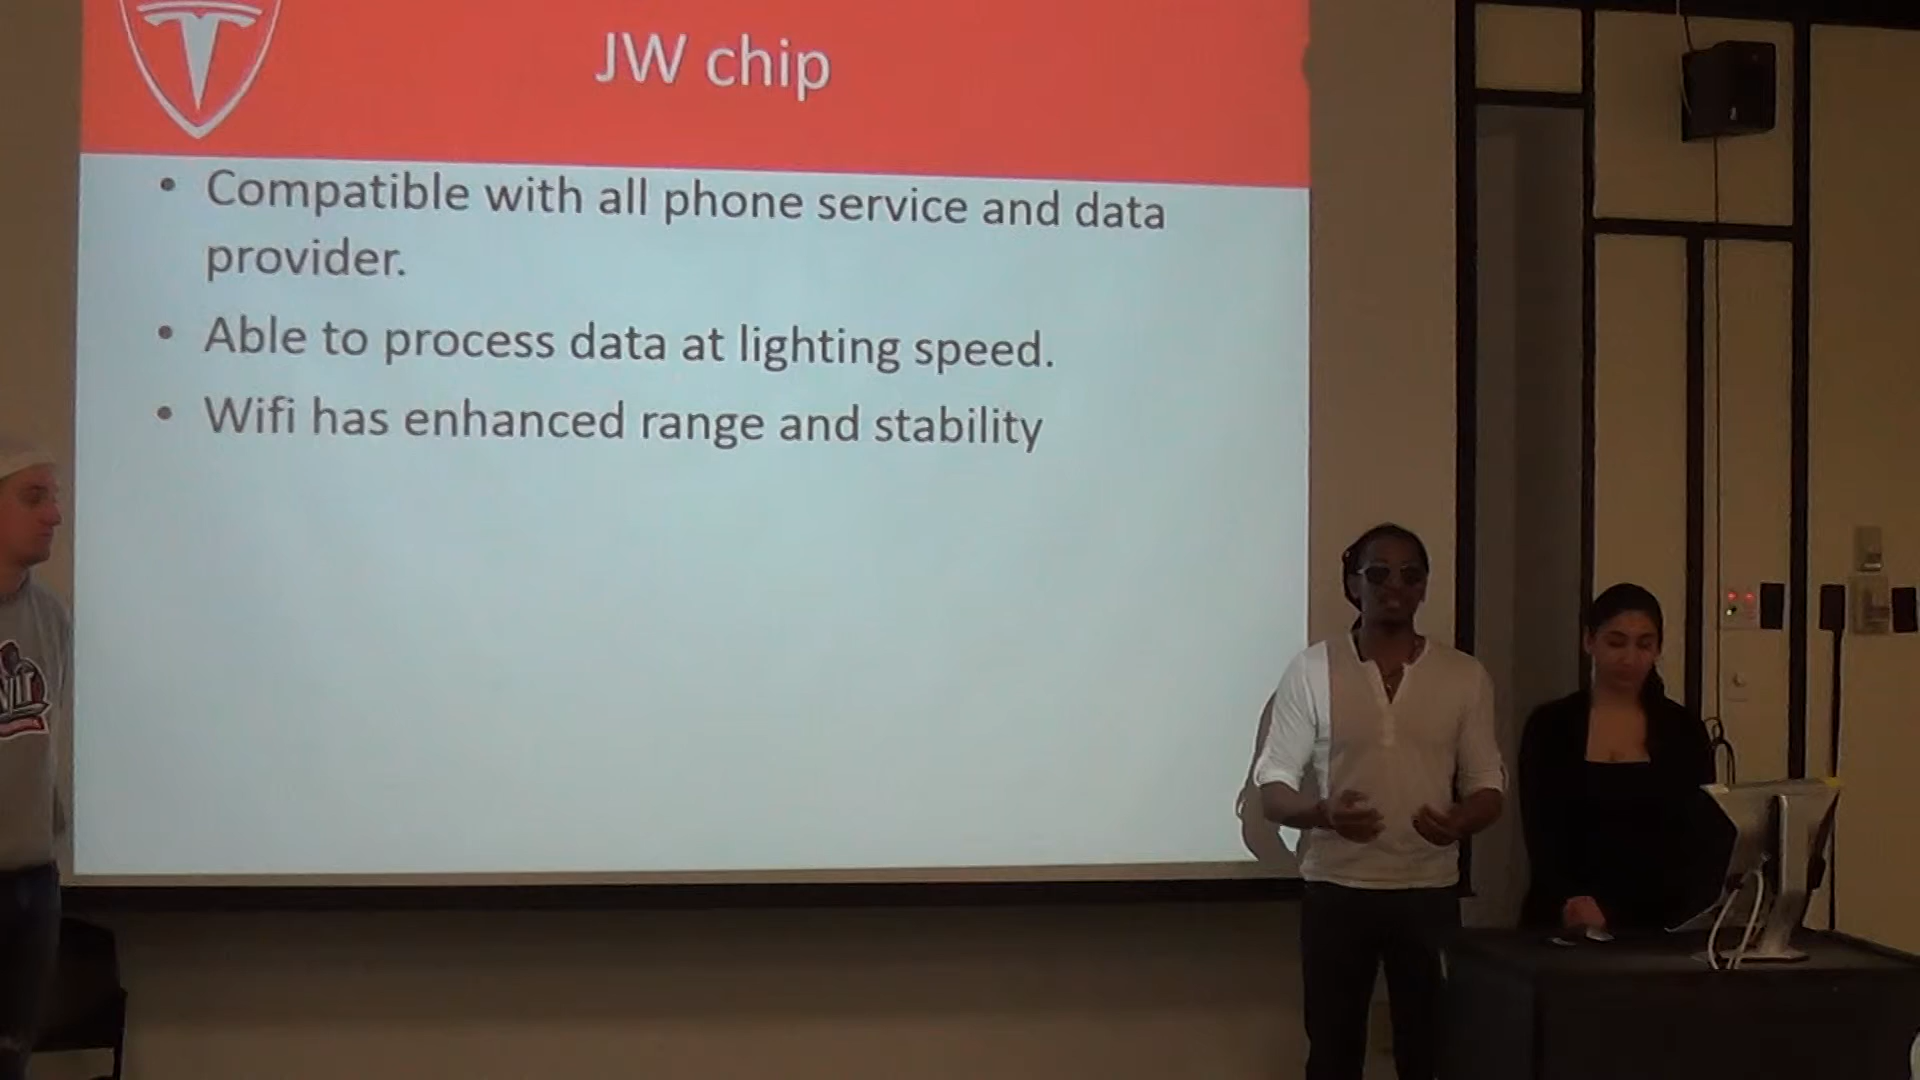 JW chip
• Compatible with all phone service and data
provider.
• Able to process data at lighting speed.
• Wifi has enhanced range and stability